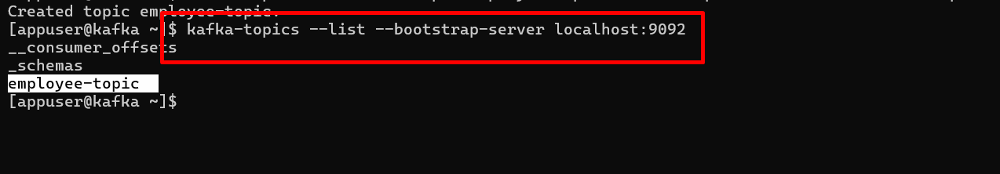 Created topic employee-topic.
[appuser@kafka ~]$ kafka-topics --list --bootstrap-server localhost:9092
__consumer_offsets
_schemas
employee-topic
[appuser@kafka ~]$